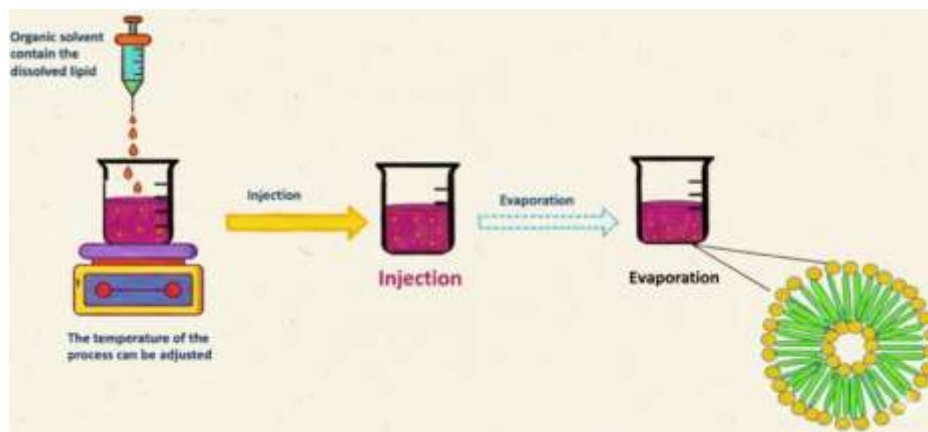 Organic solvent
contain the
dissolved lipid
Injection
Evaporation
Injection
Evaporation
The temperature of the
process can be adjusted